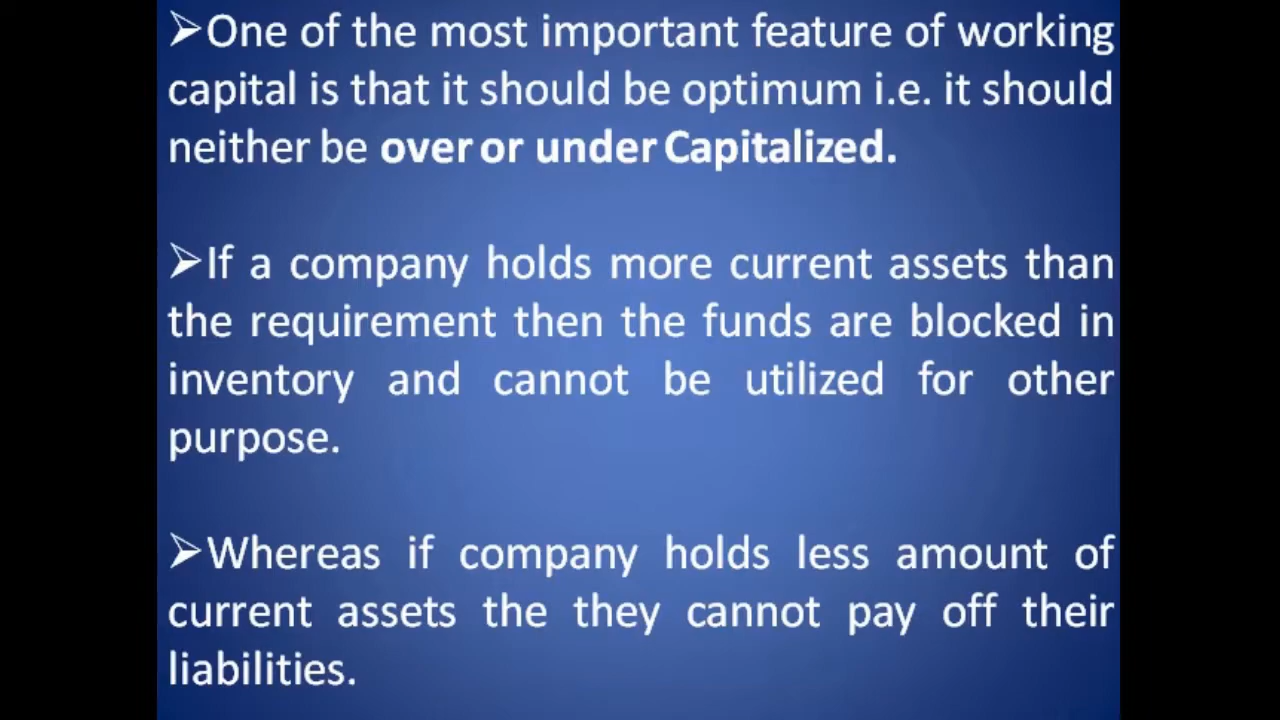 ➢One of the most important feature of working
capital is that it should be optimum i.e. it should
neither be over or under Capitalized.
➢If a company holds more current assets than
the requirement then the funds are blocked in
inventory and cannot be utilized for other
purpose.
➢Whereas if company holds less amount of
current assets the they cannot pay off their
liabilities.